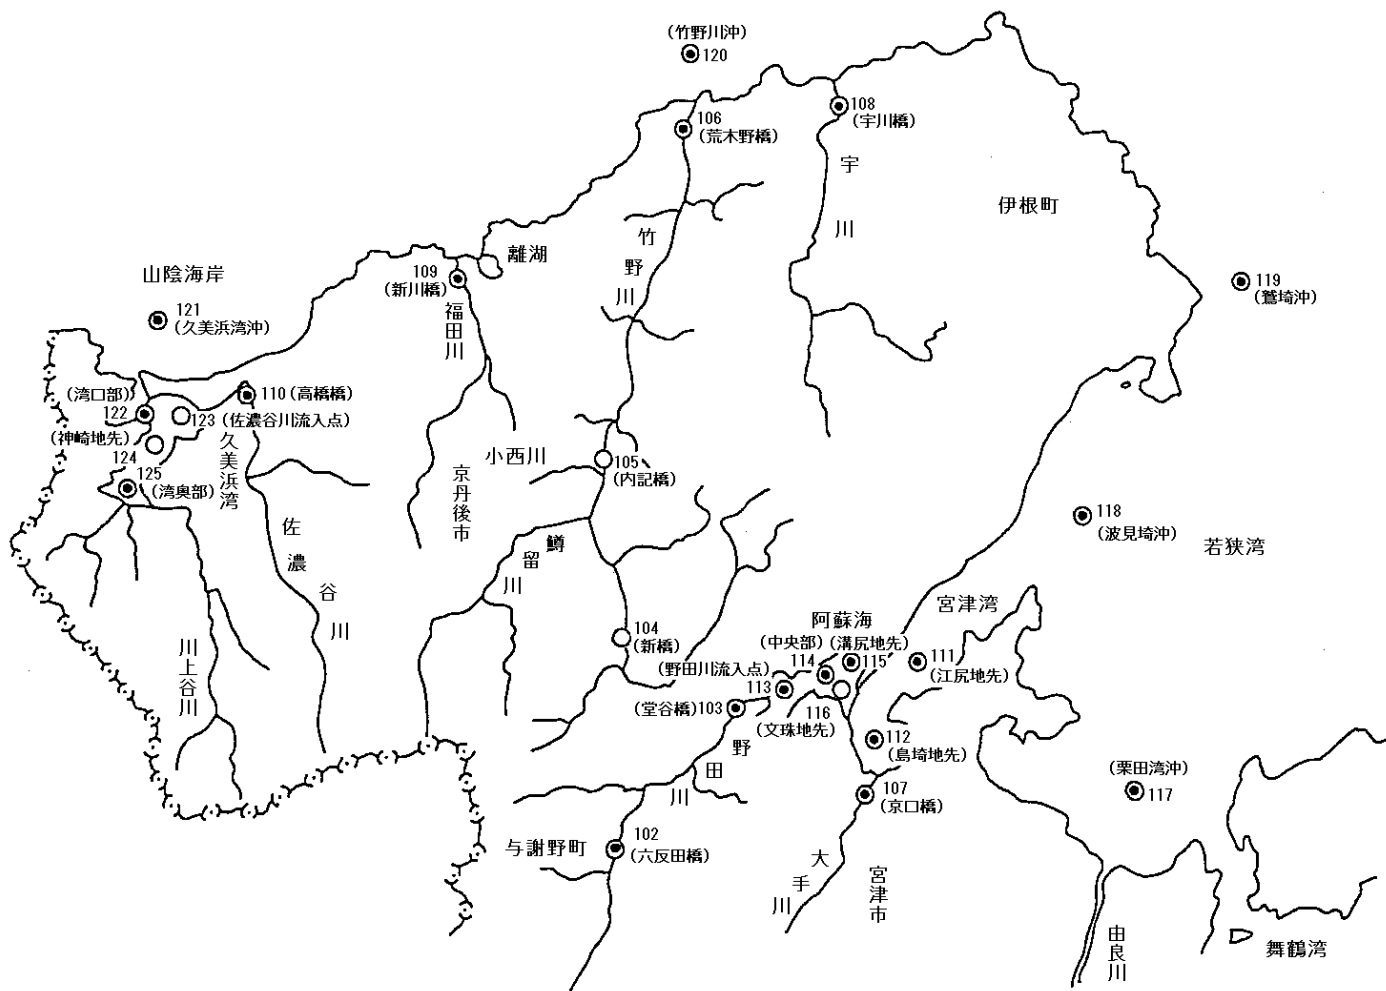 (竹野川沖)
120
108
(宇川橋)
106
(荒木野橋)
宇川
伊根町
竹野川
離湖
山陰海岸
109
(新川橋)
119
(鷲埼沖)
121
(久美浜湾沖)
福田川
110(高橋橋)
(湾口部)
122
123(佐濃谷川流入点)
(神崎地先)
124
久美浜湾
125
(湾奥部)
小西川
105
(内記橋)
京丹後市
佐濃谷川
118
(波見埼沖)
若狭湾
鱒留川
宮津湾
阿蘇海
104
(新橋)
(中央部)(溝尻地先)
(野田川流入点)
114
115
111
(江尻地先)
113
川上谷川
(堂谷橋)103
116
(文珠地先)
112
(島埼地先)
野田川
(栗田湾沖)
117
107
(京口橋)
102
(六反田橋)
与謝野町
大手川
宮津市
由良川
舞鶴湾